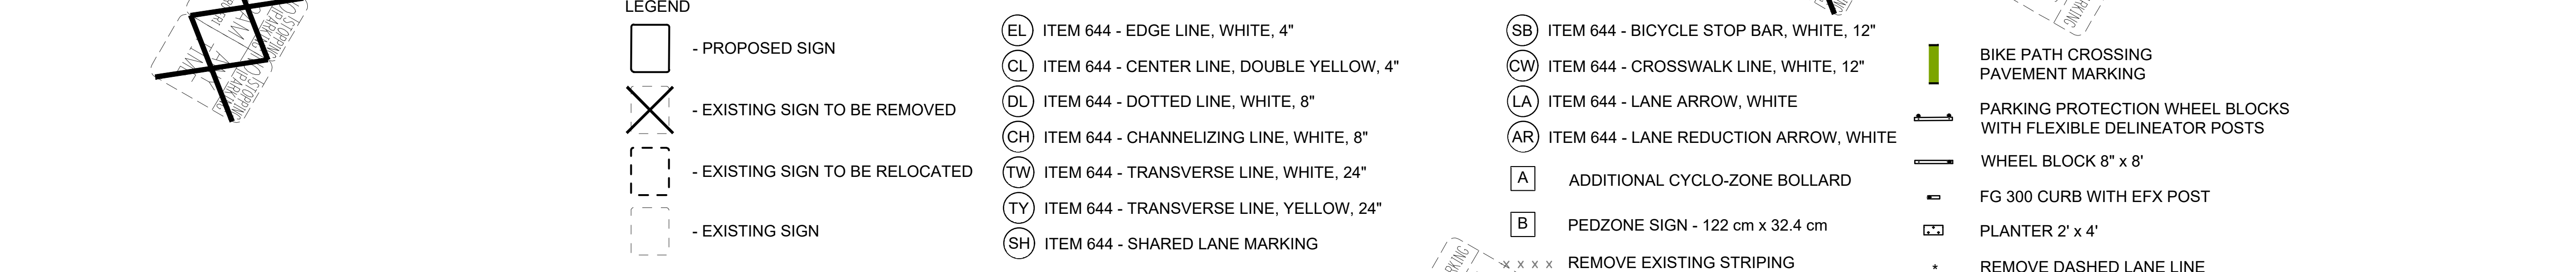 LEGEND
- PROPOSED SIGN
- EXISTING SIGN TO BE REMOVED
- EXISTING SIGN TO BE RELOCATED
- EXISTING SIGN
EL ITEM 644 - EDGE LINE, WHITE, 4"
CL ITEM 644 - CENTER LINE, DOUBLE YELLOW, 4"
DL ITEM 644 - DOTTED LINE, WHITE, 8"
CH ITEM 644 - CHANNELIZING LINE, WHITE, 8"
TW ITEM 644 - TRANSVERSE LINE, WHITE, 24"
TY ITEM 644 - TRANSVERSE LINE, YELLOW, 24"
SH ITEM 644 - SHARED LANE MARKING
SB ITEM 644 - BICYCLE STOP BAR, WHITE, 12"
CW ITEM 644 - CROSSWALK LINE, WHITE, 12"
LA ITEM 644 - LANE ARROW, WHITE
AR ITEM 644 - LANE REDUCTION ARROW, WHITE
A ADDITIONAL CYCLO-ZONE BOLLARD
B PEDZONE SIGN - 122 cm x 32.4 cm
x x x x REMOVE EXISTING STRIPING
BIKE PATH CROSSING
PAVEMENT MARKING
PARKING PROTECTION WHEEL BLOCKS
WITH FLEXIBLE DELINEATOR POSTS
WHEEL BLOCK 8" x 8'
FG 300 CURB WITH EFX POST
PLANTER 2' x 4'
* REMOVE DASHED LANE LINE